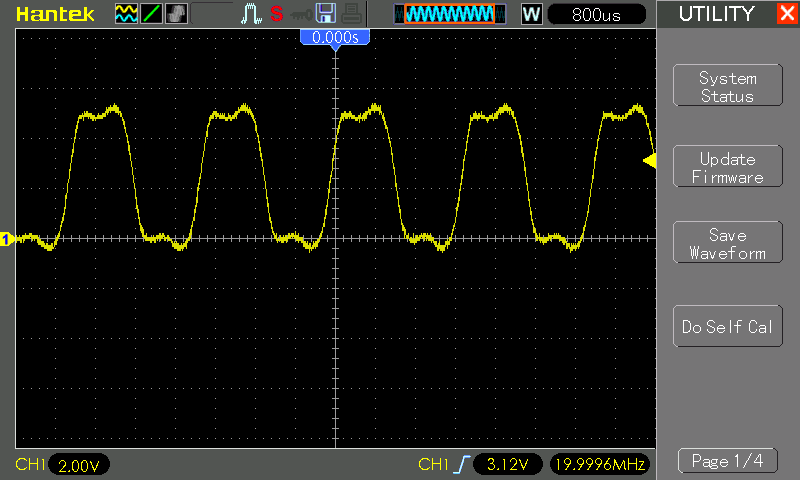 Hantek
S
W
800us
UTILITY
0.000s
System
Status
Update
Firmware
1
Save
Waveform
Do Self Cal
CH1
2.00V
CH1
3.12V
19.9996MHz
Page 1/4